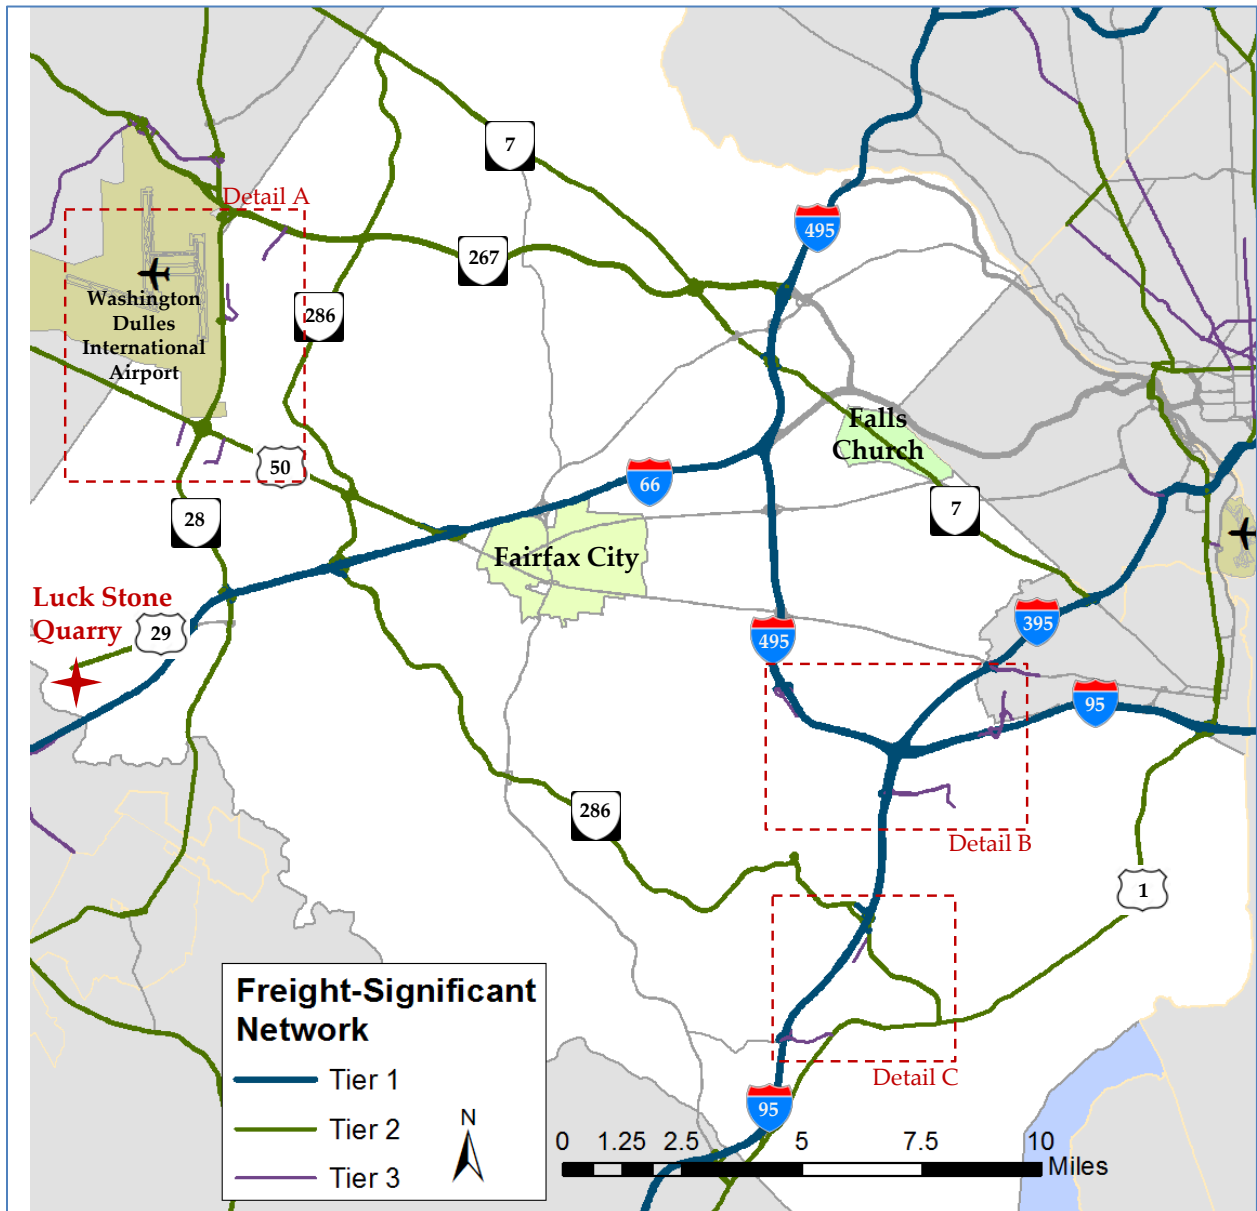 7
495
Detail A
267
Washington
Dulles
International
Airport
286
Falls
Church
50
66
7
28
Fairfax City
Luck Stone
Quarry
29
495
395
95
286
Detail B
1
Freight-Significant
Network
Tier 1
Tier 2
Tier 3
N
Detail C
95
0 1.25 2.5 5 7.5 10
Miles